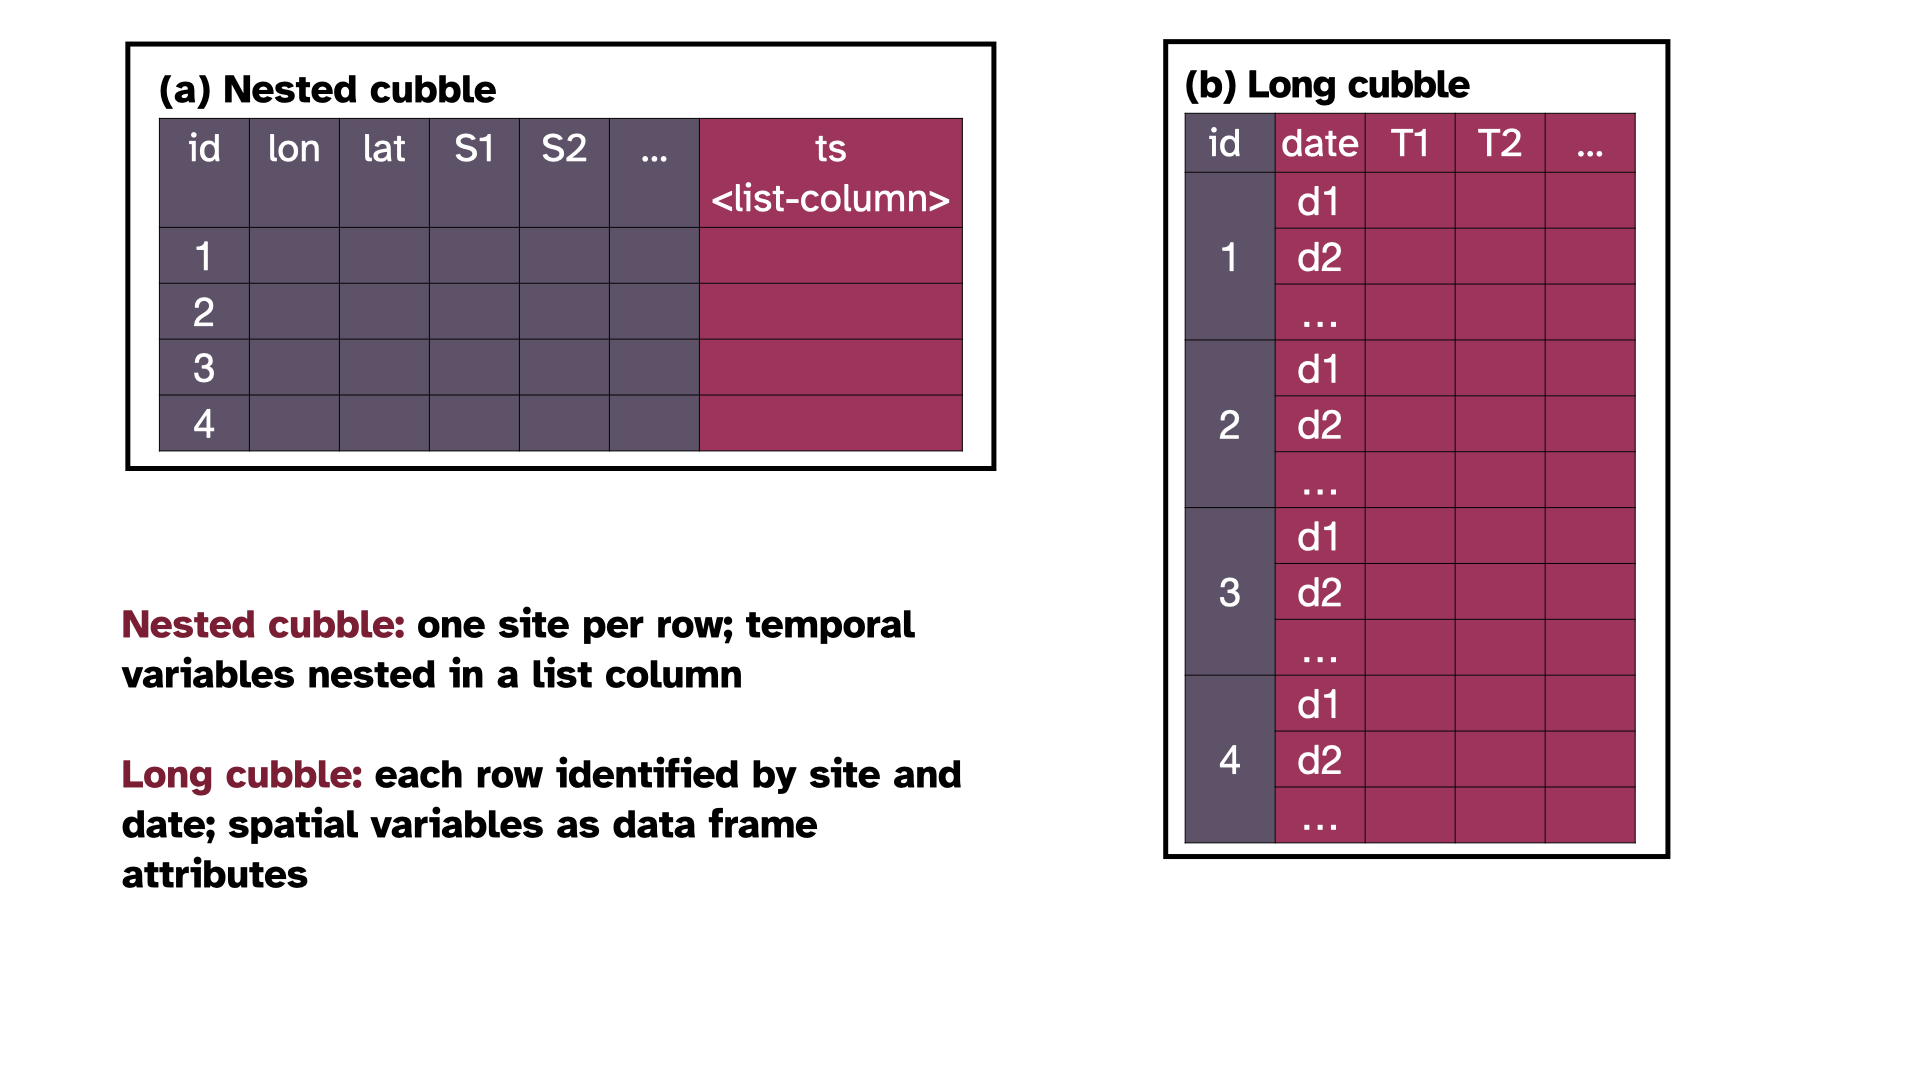 (a) Nested cubble
id lon lat S1 S2 ... ts
<list-column>
1
2
3
4
Nested cubble: one site per row; temporal
variables nested in a list column
Long cubble: each row identified by site and
date; spatial variables as data frame
attributes
(b) Long cubble
id date T1 T2 ...
d1
1 d2
...
d1
2 d2
...
d1
3 d2
...
d1
4 d2
...